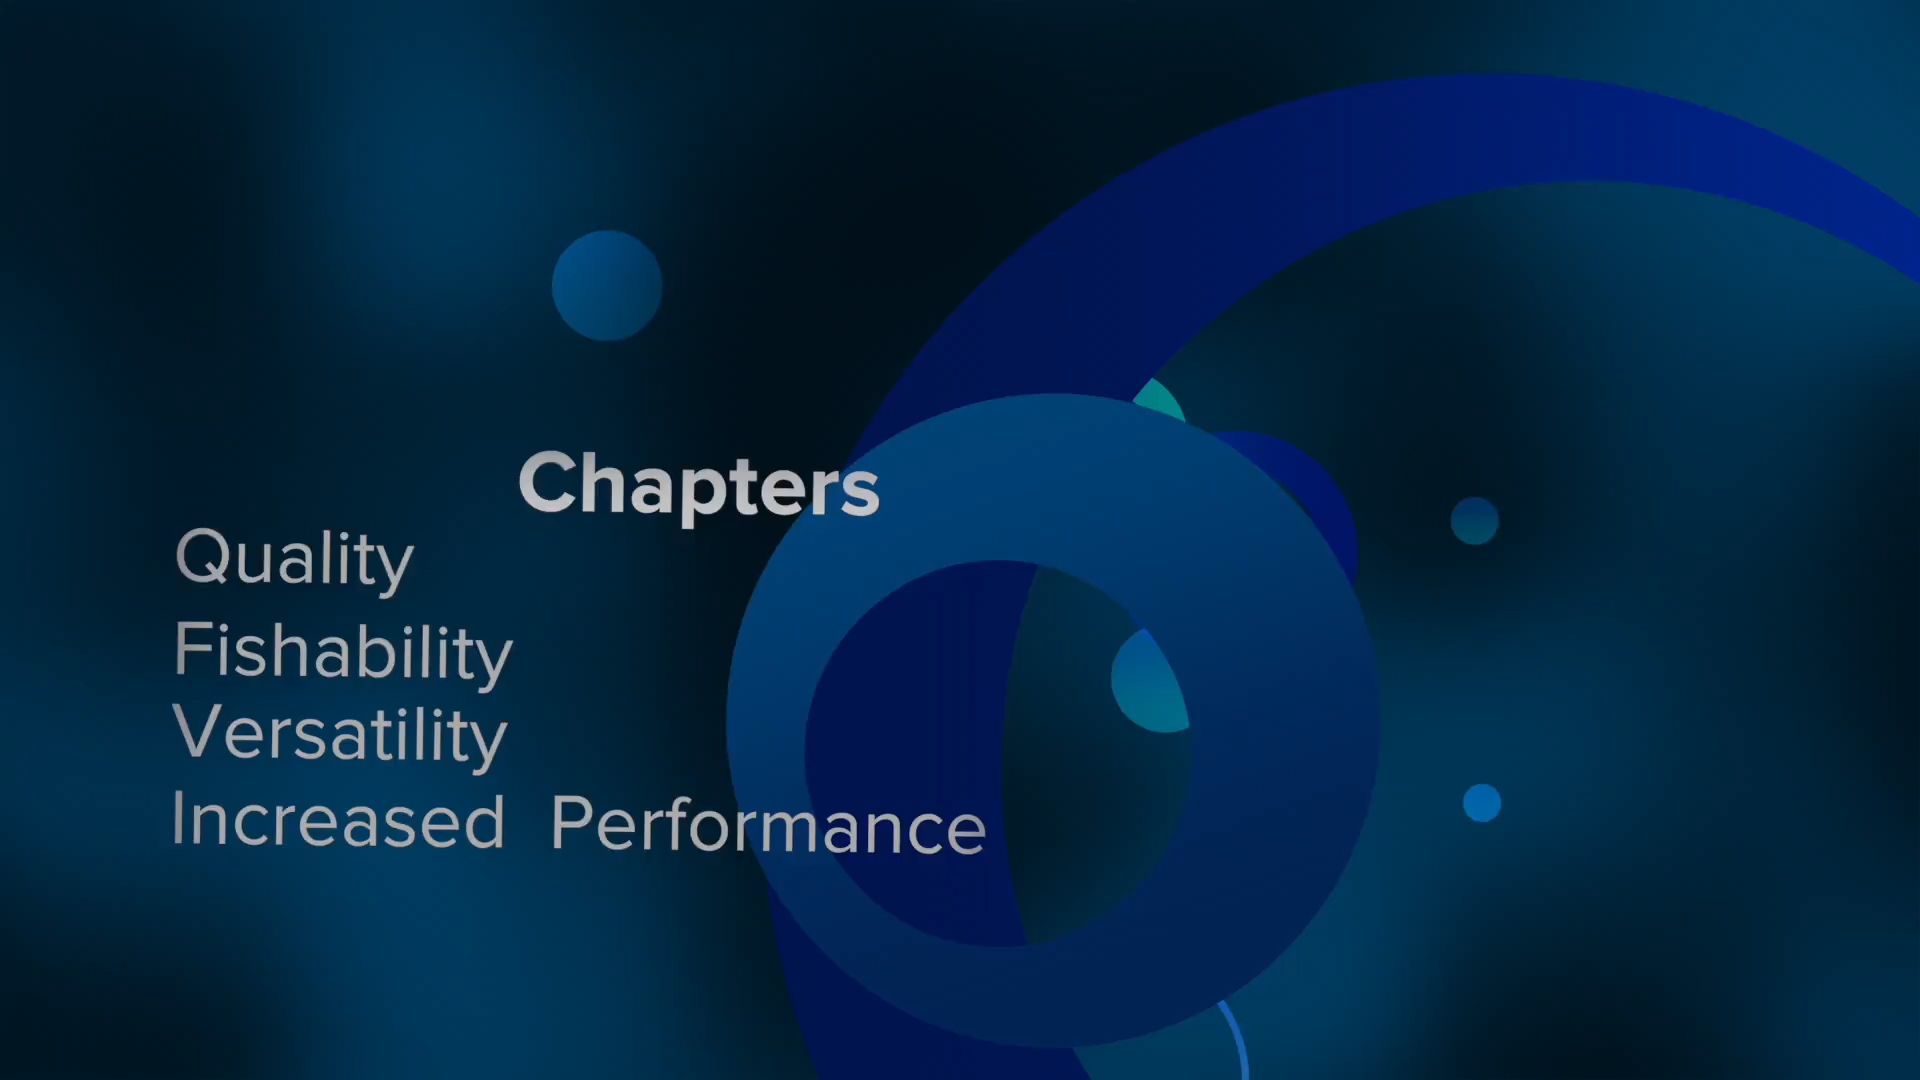 Chapters
Quality
Fishability
Versatility
Increased Performance